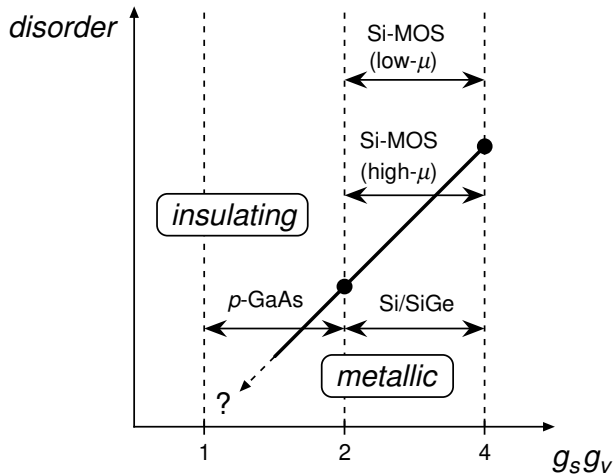 disorder
Si-MOS
(low-μ)
Si-MOS
(high-μ)
insulating
p-GaAs
Si/SiGe
metallic
?
1
2
4
gₛgᵥ